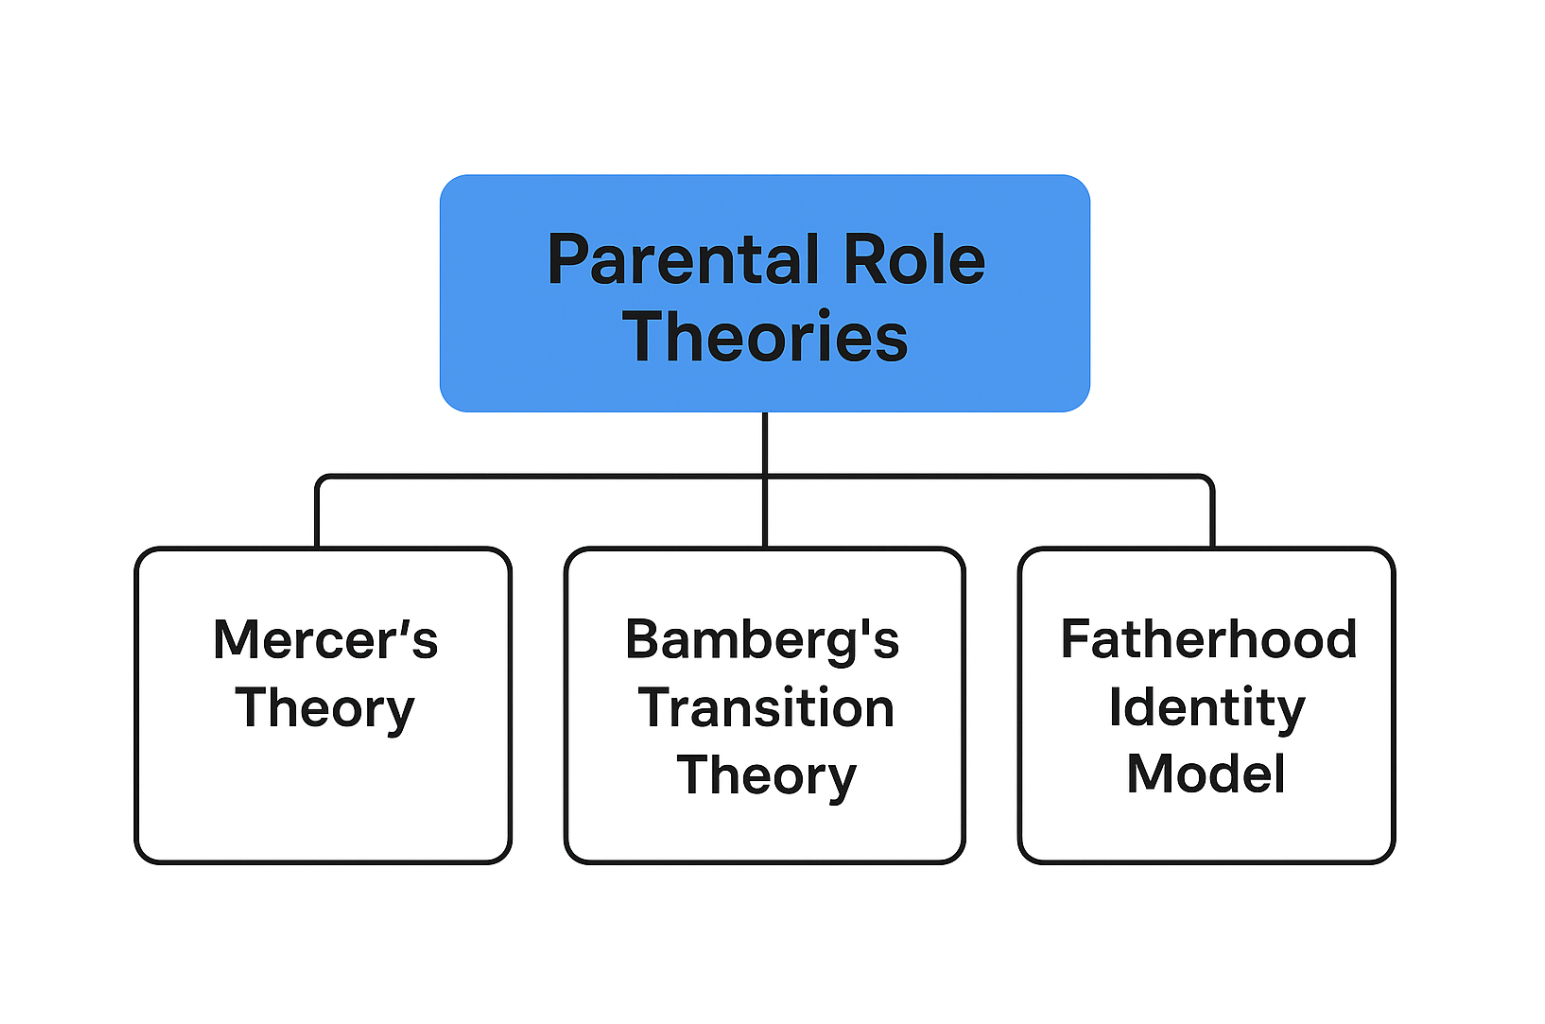 Parental Role
Theories
Mercer‘s
Theory
Bamberg's
Transition
Theory
Fatherhood
Identity
Model